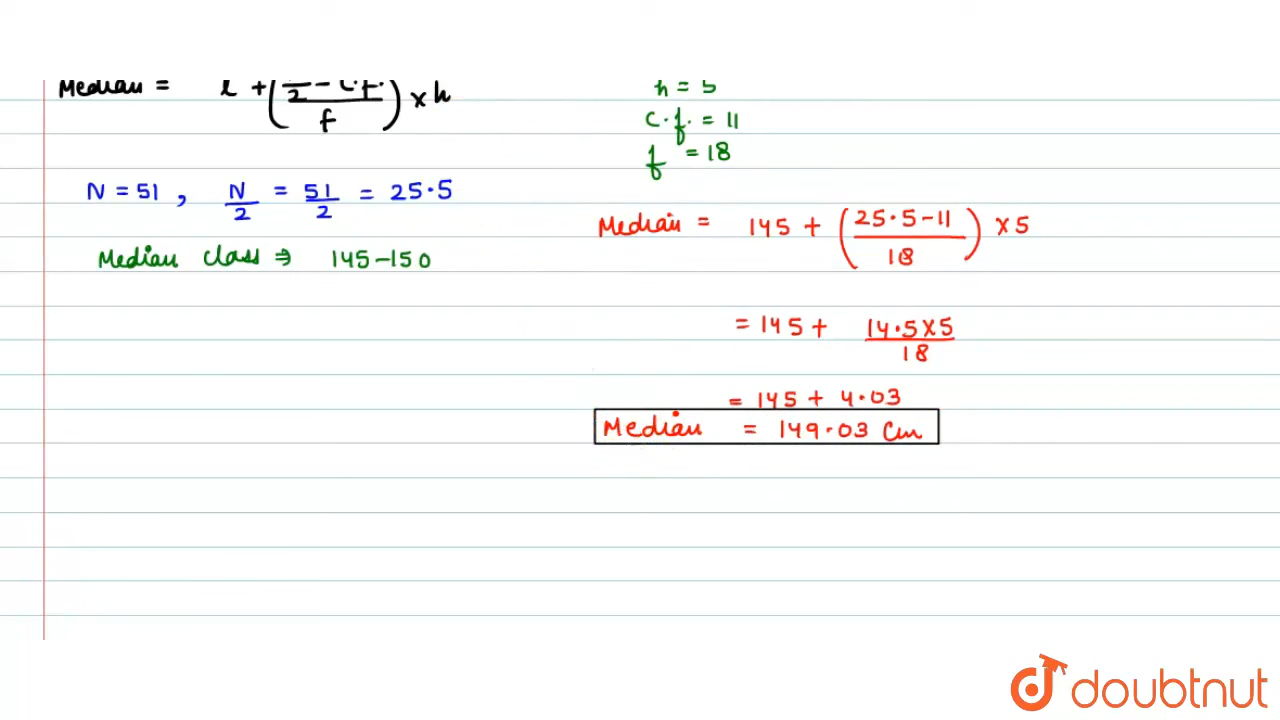 Median = l + ( N/2 - C.f. / f ) × h
N = 51 , N/2 = 51/2 = 25.5
Median class ⇒ 145-150
h = 5
C.f. = 11
f = 18
Median = 145 + ( 25.5-11 / 18 ) ×5
= 145 + 14.5×5 / 18
= 145 + 4.03
Median = 149.03 Cm
doubtnut